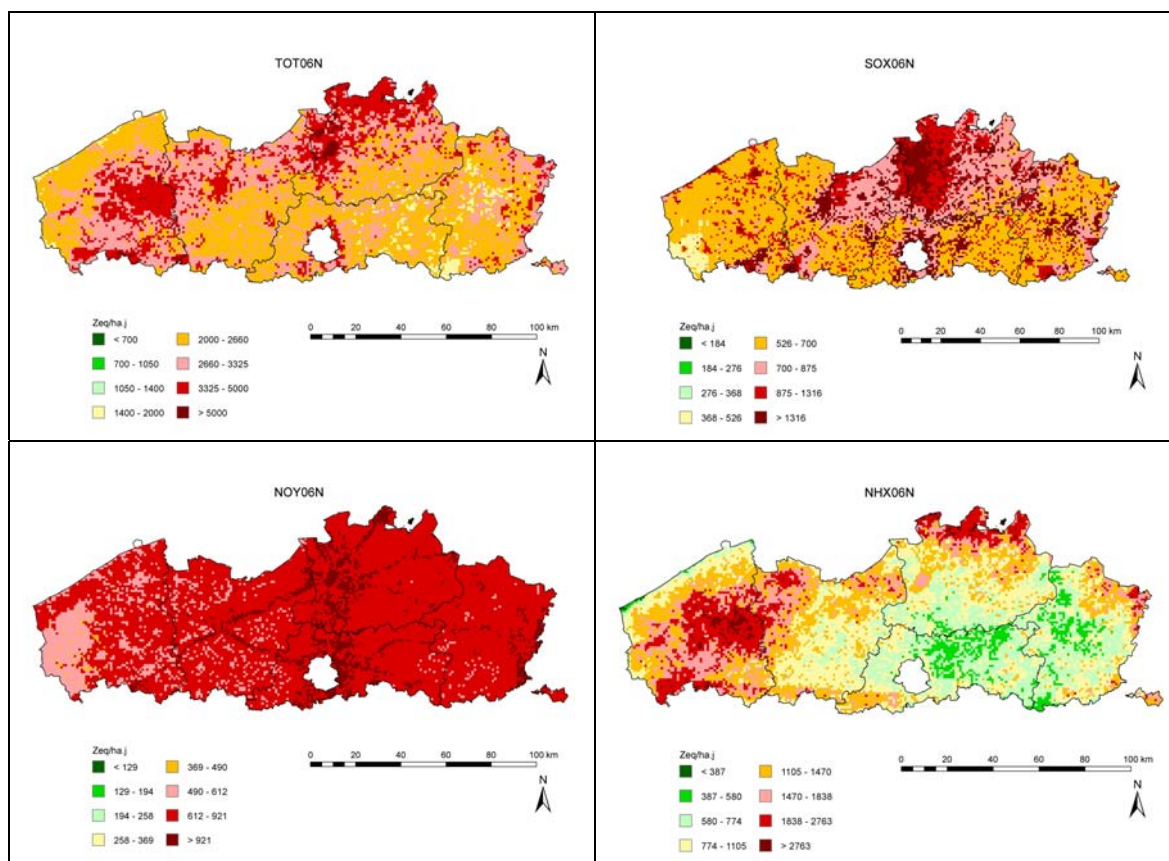 TOT06N
Zeq/ha.j
< 700 2000 - 2660
700 - 1050 2660 - 3325
1050 - 1400 3325 - 5000
1400 - 2000 > 5000
0 20 40 60 80 100 km
N
SOX06N
Zeq/ha.j
< 184 526 - 700
184 - 276 700 - 875
276 - 368 875 - 1316
368 - 526 > 1316
0 20 40 60 80 100 km
N
NOY06N
Zeq/ha.j
< 129 369 - 490
129 - 194 490 - 612
194 - 258 612 - 921
258 - 369 > 921
0 20 40 60 80 100 km
N
NHX06N
Zeq/ha.j
< 387 1105 - 1470
387 - 580 1470 - 1838
580 - 774 1838 - 2763
774 - 1105 > 2763
0 20 40 60 80 100 km
N